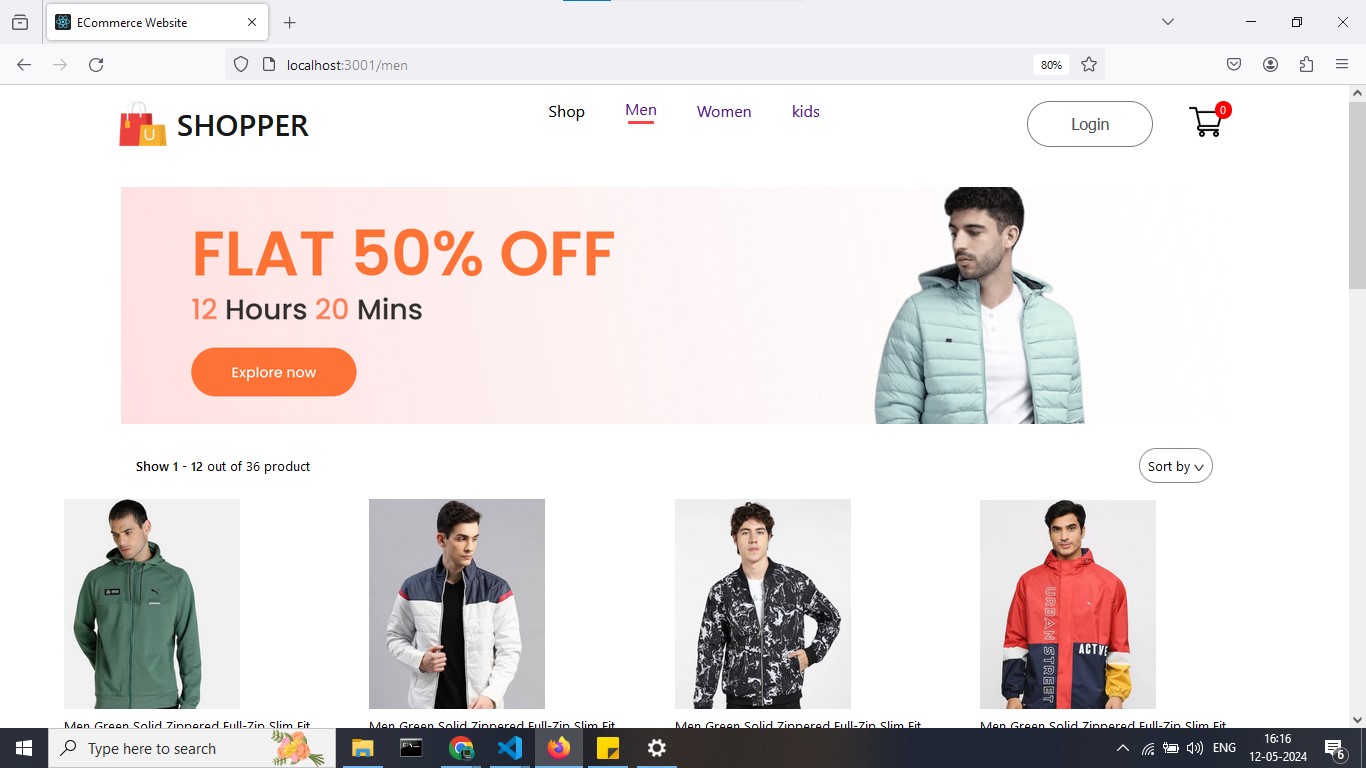 ECommerce Website
localhost:3001/men
80%
SHOPPER
Shop
Men
Women
kids
Login
0
FLAT 50% OFF
12 Hours 20 Mins
Explore now
Show 1 - 12 out of 36 product
Sort by
URBAN STREET
ACTVE
Men Green Solid Zippered Full-Zip Slim Fit
Men Green Solid Zippered Full-Zip Slim Fit
Men Green Solid Zippered Full-Zip Slim Fit
Men Green Solid Zippered Full-Zip Slim Fit
Type here to search
ENG
16:16
12-05-2024
6